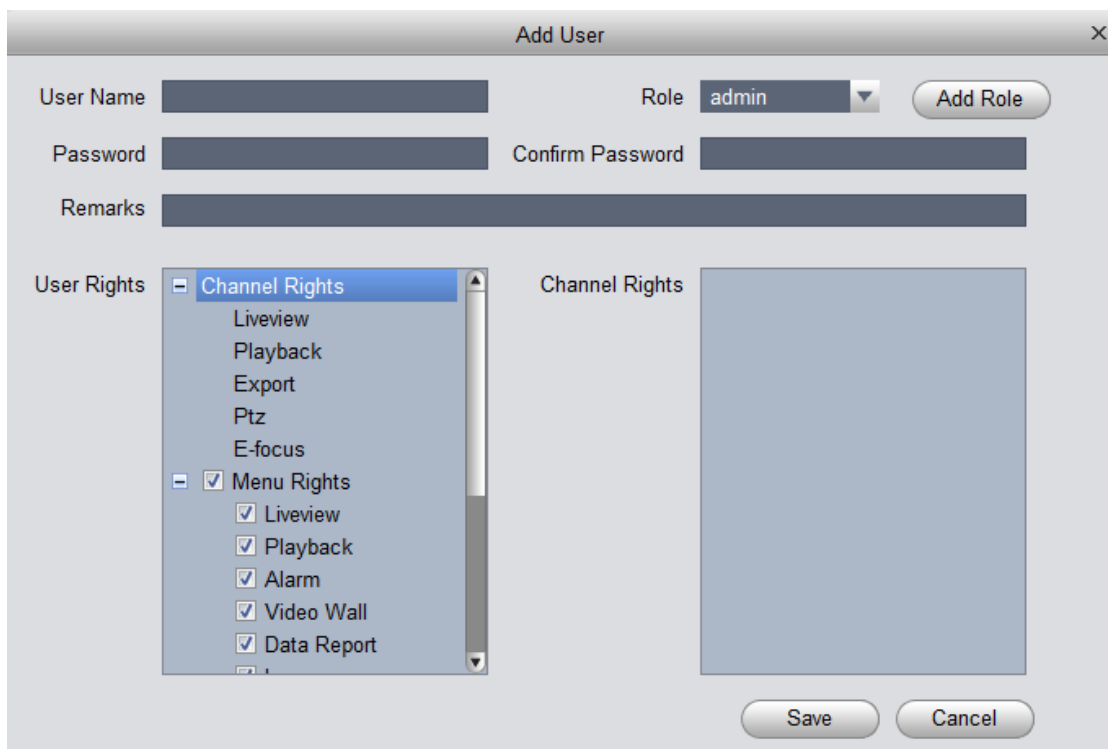 Add User
User Name
Role admin Add Role
Password
Confirm Password
Remarks
User Rights
Channel Rights
Liveview
Playback
Export
Ptz
E-focus
Menu Rights
Liveview
Playback
Alarm
Video Wall
Data Report
Channel Rights
Save Cancel